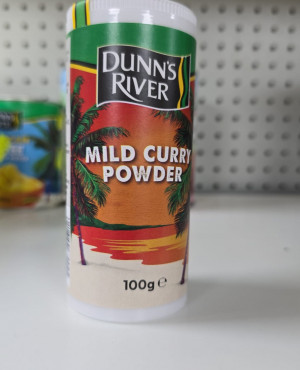 DUNN'S
RIVER
MILD CURRY
POWDER
100g ℮